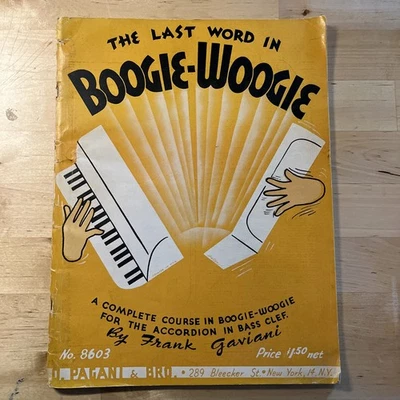 THE LAST WORD IN
BOOGIE-WOOGIE
A COMPLETE COURSE IN BOOGIE-WOOGIE
FOR THE ACCORDION IN BASS CLEF.
By Frank Gaviani
No. 8603
Price $1.50 net
O. PAGANI & BRO. • 289 Bleecker St. • New York, 14, N.Y.